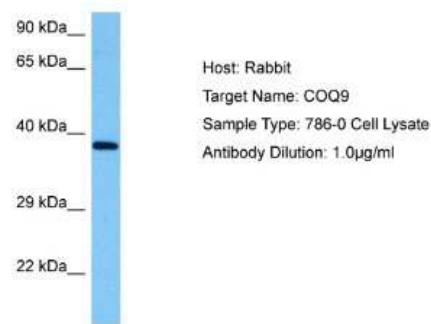 90 kDa__
65 kDa__
40 kDa__
29 kDa__
22 kDa__
Host: Rabbit
Target Name: COQ9
Sample Type: 786-0 Cell Lysate
Antibody Dilution: 1.0µg/ml